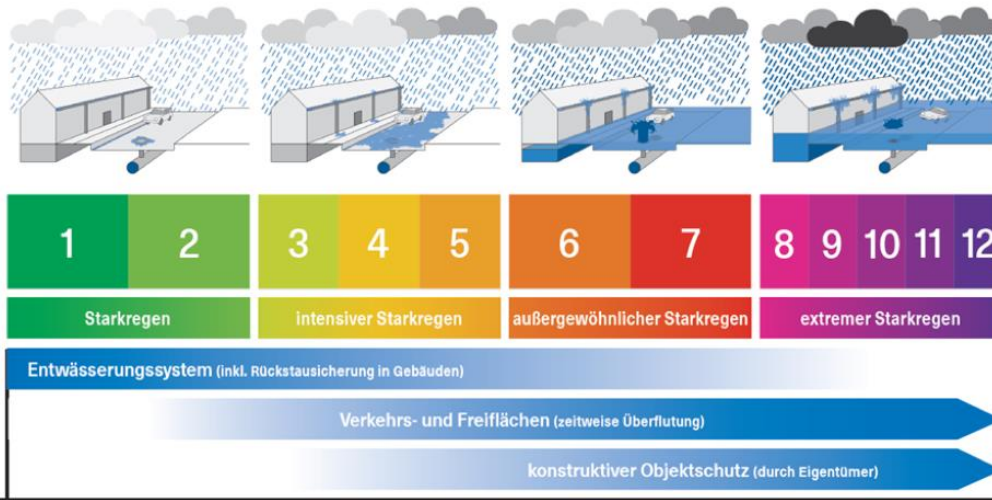 1 2 3 4 5 6 7 8 9 10 11 12
Starkregen intensiver Starkregen außergewöhnlicher Starkregen extremer Starkregen
Entwässerungssystem (inkl. Rückstausicherung in Gebäuden)
Verkehrs- und Freiflächen (zeitweise Überflutung)
konstruktiver Objektschutz (durch Eigentümer)